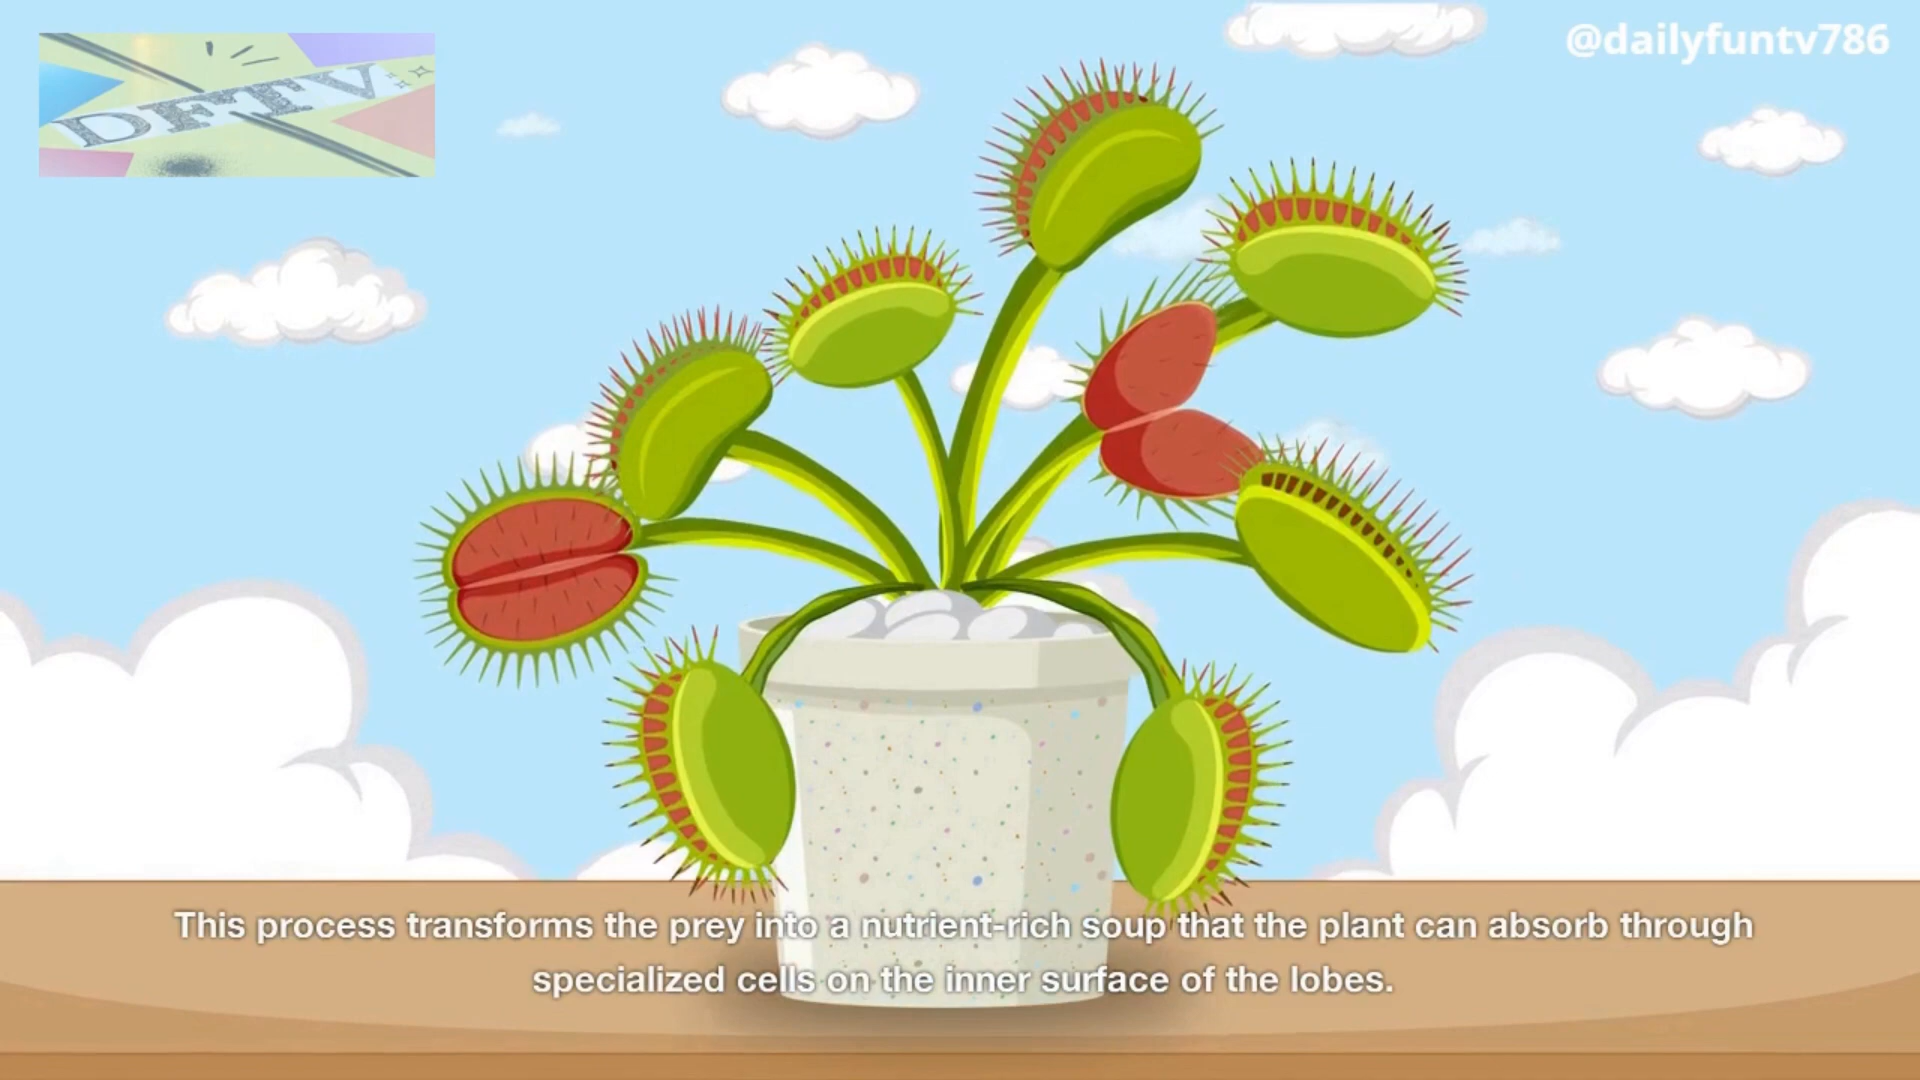 DFTV
@dailyfuntv786
This process transforms the prey into a nutrient-rich soup that the plant can absorb through
specialized cells on the inner surface of the lobes.